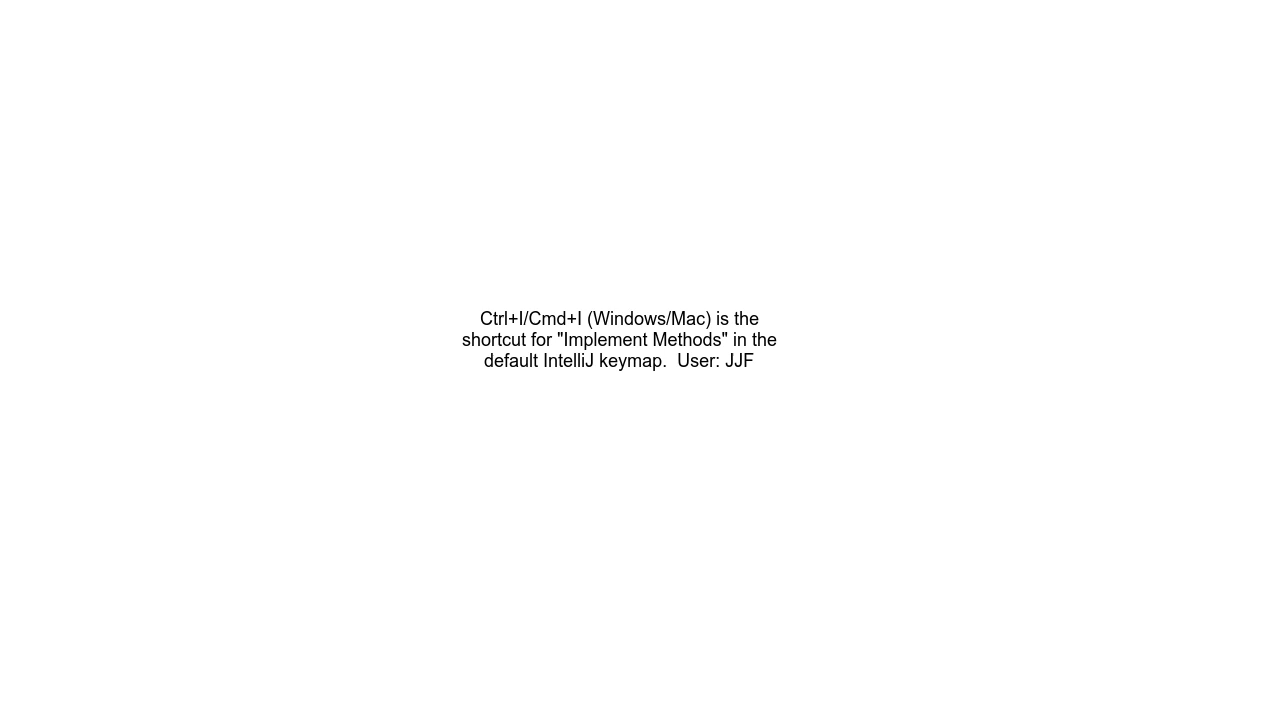 Ctrl+I/Cmd+I (Windows/Mac) is the
shortcut for "Implement Methods" in the
default IntelliJ keymap.  User: JJF